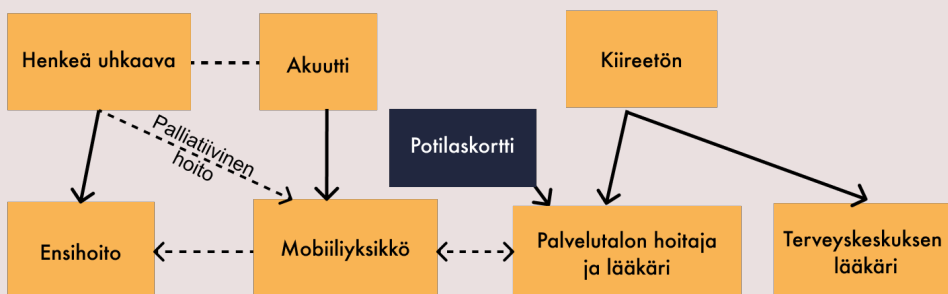 Henkeä uhkaava
Akuutti
Kiireetön
Palliatiivinen
hoito
Potilaskortti
Ensihoito
Mobiiliyksikkö
Palvelutalon hoitaja
ja lääkäri
Terveyskeskuksen
lääkäri